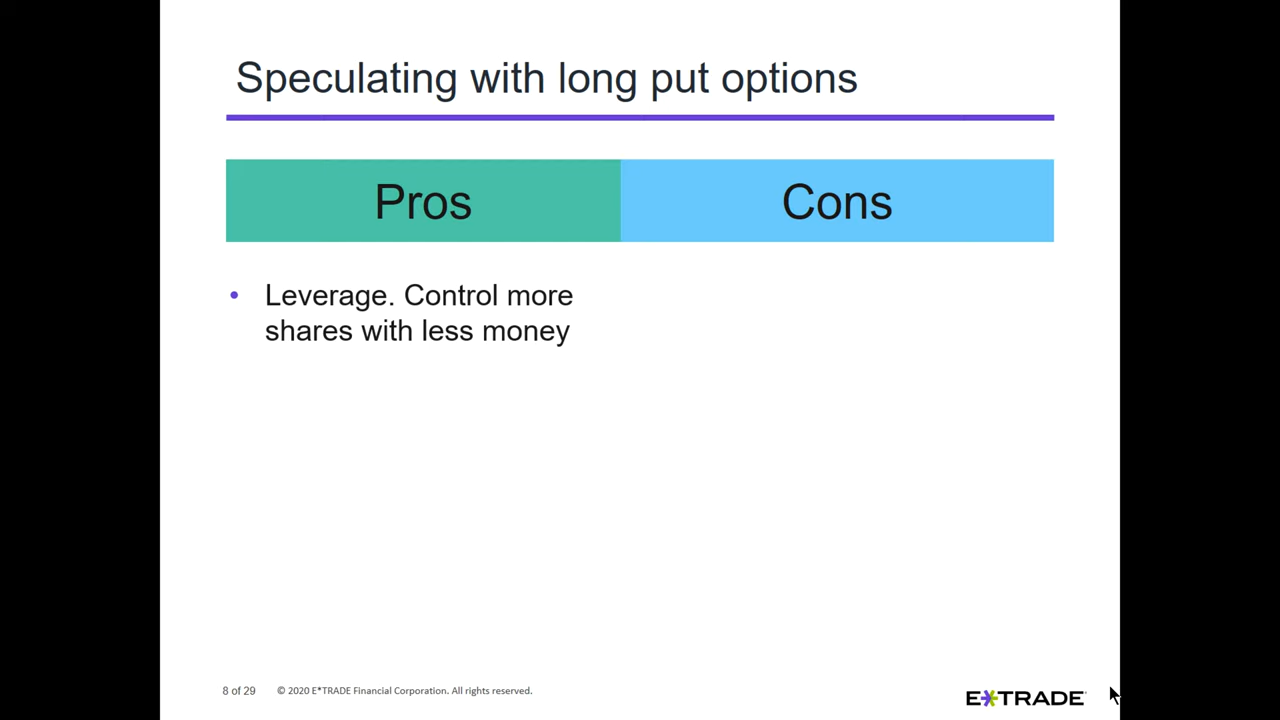 Speculating with long put options
Pros
Cons
• Leverage. Control more
shares with less money
8 of 29
© 2020 E*TRADE Financial Corporation. All rights reserved.
E*TRADE